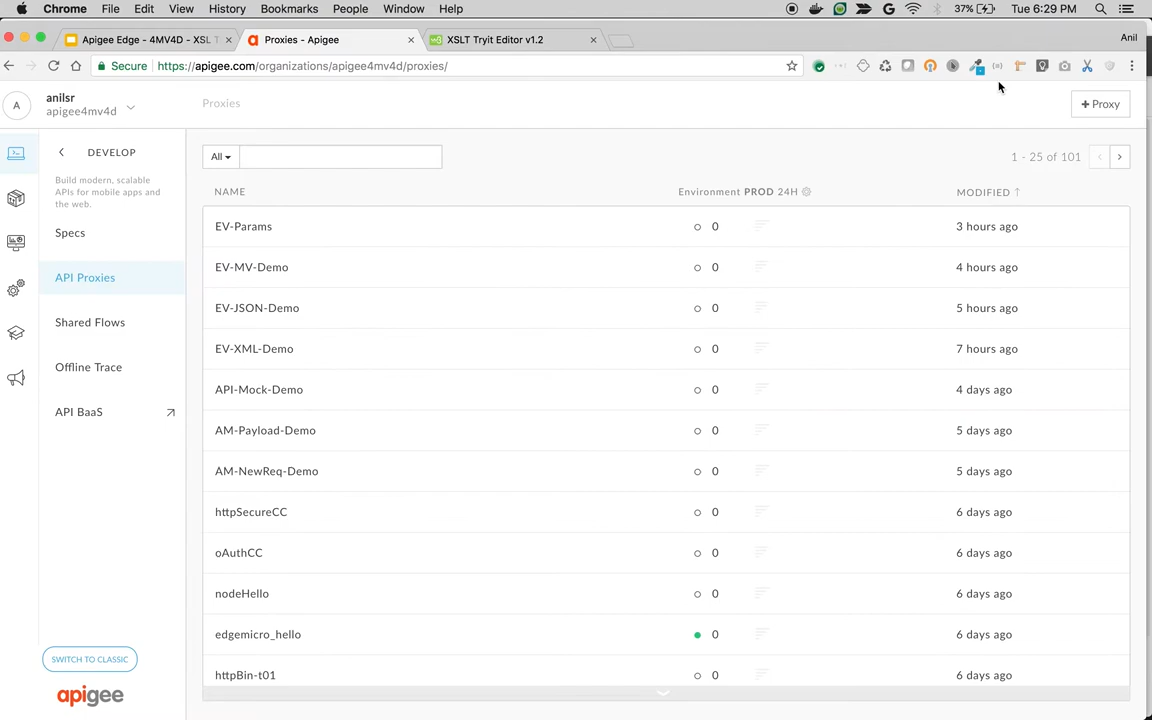 Chrome File Edit View History Bookmarks People Window Help 37% Tue 6:29 PM
Apigee Edge - 4MV4D - XSL T Proxies - Apigee XSLT Tryit Editor v1.2 Anil
Secure https://apigee.com/organizations/apigee4mv4d/proxies/
A
anilsr
apigee4mv4d
Proxies
+ Proxy
DEVELOP
Build modern, scalable
APIs for mobile apps and
the web.
Specs
API Proxies
Shared Flows
Offline Trace
API BaaS
SWITCH TO CLASSIC
apigee
All
1 - 25 of 101
NAME Environment PROD 24H MODIFIED
EV-Params 0 3 hours ago
EV-MV-Demo 0 4 hours ago
EV-JSON-Demo 0 5 hours ago
EV-XML-Demo 0 7 hours ago
API-Mock-Demo 0 4 days ago
AM-Payload-Demo 0 5 days ago
AM-NewReq-Demo 0 5 days ago
httpSecureCC 0 6 days ago
oAuthCC 0 6 days ago
nodeHello 0 6 days ago
edgemicro_hello 0 6 days ago
httpBin-t01 0 6 days ago